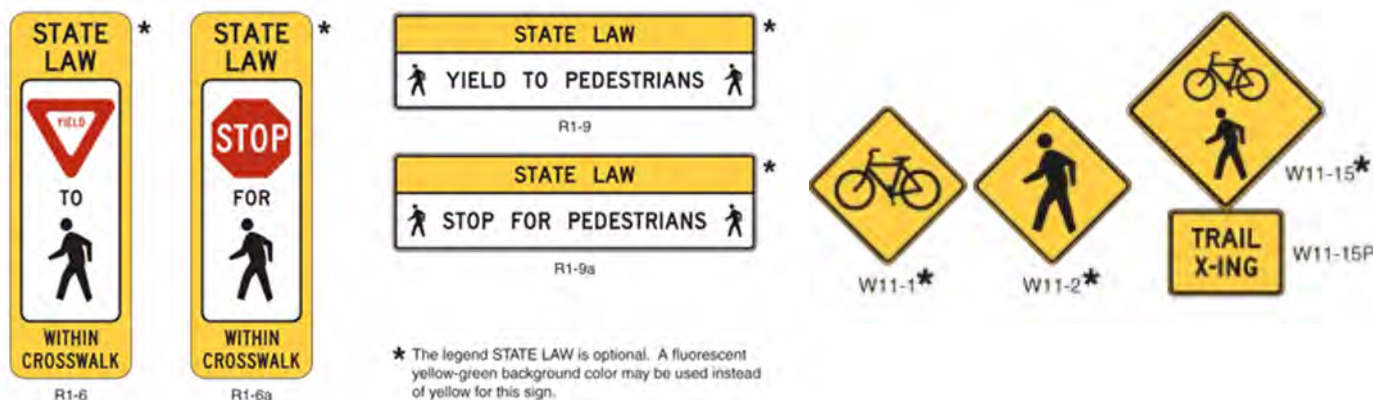 STATE
LAW
*
YIELD
TO
WITHIN
CROSSWALK
R1-6
STATE
LAW
*
STOP
FOR
WITHIN
CROSSWALK
R1-6a
STATE LAW
*
YIELD TO PEDESTRIANS
R1-9
STATE LAW
*
STOP FOR PEDESTRIANS
R1-9a
* The legend STATE LAW is optional. A fluorescent
yellow-green background color may be used instead
of yellow for this sign.
W11-1*
W11-2*
W11-15*
TRAIL
X-ING
W11-15P